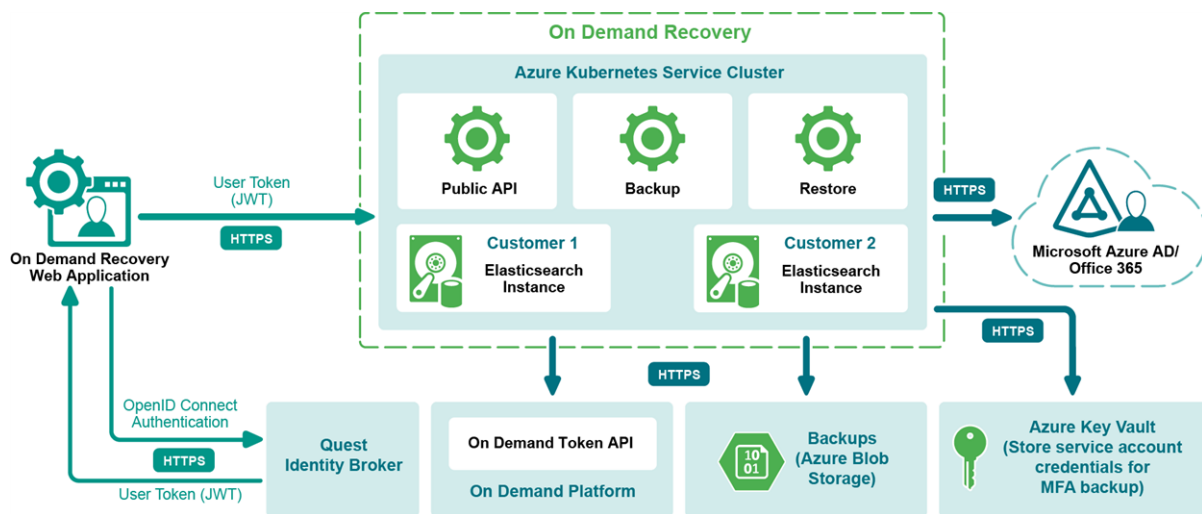 On Demand Recovery
Azure Kubernetes Service Cluster
Public API
Backup
Restore
Customer 1
Elasticsearch
Instance
Customer 2
Elasticsearch
Instance
User Token
(JWT)
HTTPS
On Demand Recovery
Web Application
HTTPS
Microsoft Azure AD/
Office 365
HTTPS
HTTPS
OpenID Connect
Authentication
HTTPS
User Token (JWT)
Quest
Identity Broker
On Demand Token API
On Demand Platform
10
01
Backups
(Azure Blob
Storage)
Azure Key Vault
(Store service account
credentials for
MFA backup)